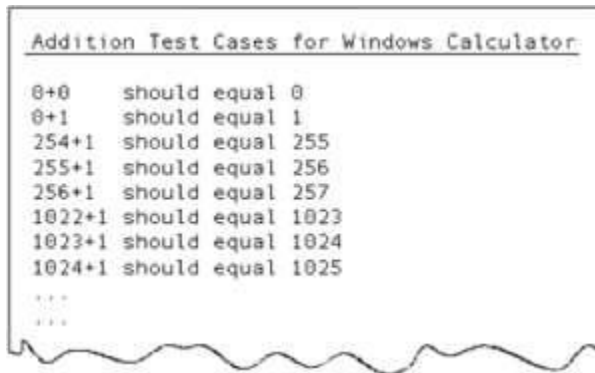 Addition Test Cases for Windows Calculator
0+0 should equal 0
0+1 should equal 1
254+1 should equal 255
255+1 should equal 256
256+1 should equal 257
1022+1 should equal 1023
1023+1 should equal 1024
1024+1 should equal 1025
...
...